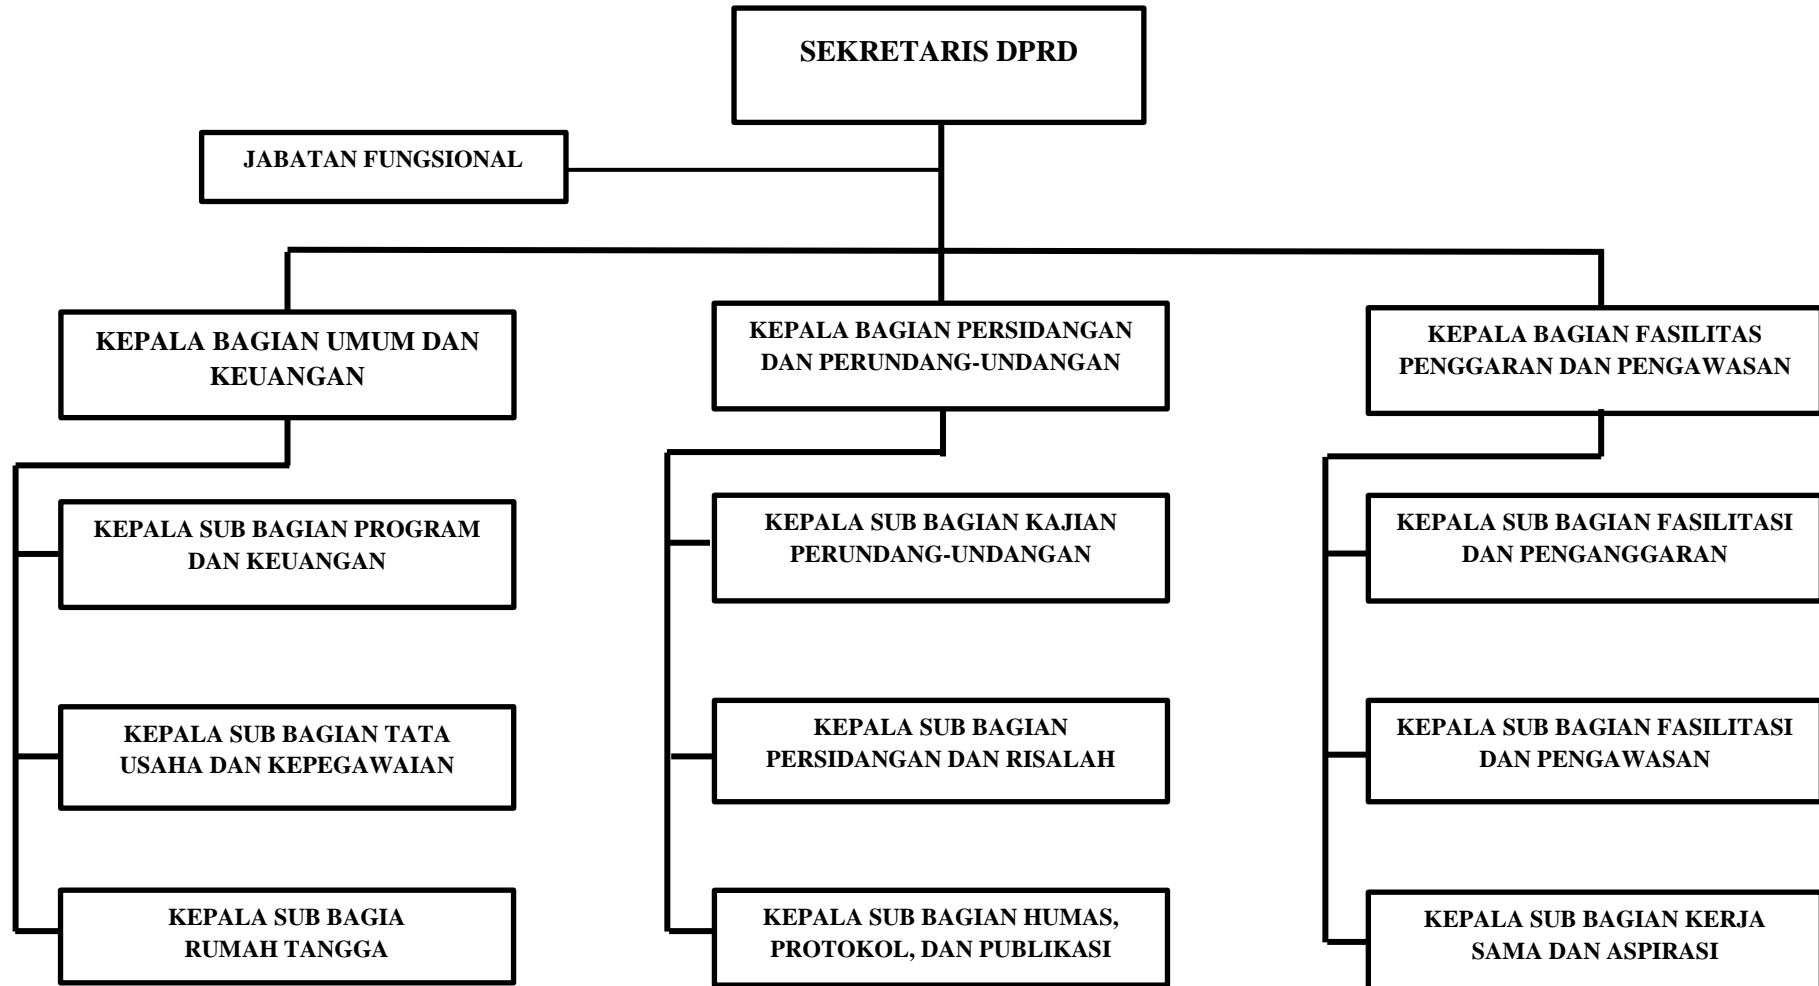 SEKRETARIS DPRD
JABATAN FUNGSIONAL
KEPALA BAGIAN UMUM DAN
KEUANGAN
KEPALA BAGIAN PERSIDANGAN
DAN PERUNDANG-UNDANGAN
KEPALA BAGIAN FASILITAS
PENGGARAN DAN PENGAWASAN
KEPALA SUB BAGIAN PROGRAM
DAN KEUANGAN
KEPALA SUB BAGIAN KAJIAN
PERUNDANG-UNDANGAN
KEPALA SUB BAGIAN FASILITASI
DAN PENGANGGARAN
KEPALA SUB BAGIAN TATA
USAHA DAN KEPEGAWAIAN
KEPALA SUB BAGIAN
PERSIDANGAN DAN RISALAH
KEPALA SUB BAGIAN FASILITASI
DAN PENGAWASAN
KEPALA SUB BAGIA
RUMAH TANGGA
KEPALA SUB BAGIAN HUMAS,
PROTOKOL, DAN PUBLIKASI
KEPALA SUB BAGIAN KERJA
SAMA DAN ASPIRASI